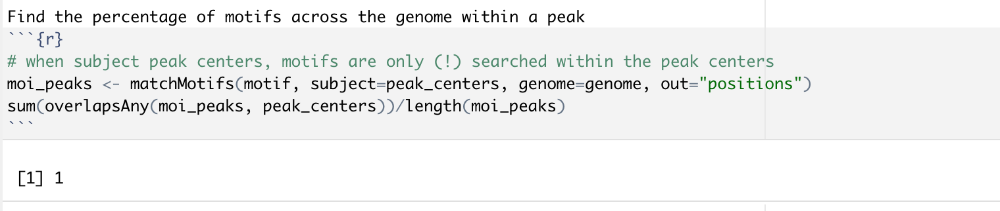 Find the percentage of motifs across the genome within a peak
```{r}
# when subject peak centers, motifs are only (!) searched within the peak centers
moi_peaks <- matchMotifs(motif, subject=peak_centers, genome=genome, out="positions")
sum(overlapsAny(moi_peaks, peak_centers))/length(moi_peaks)
```
[1] 1